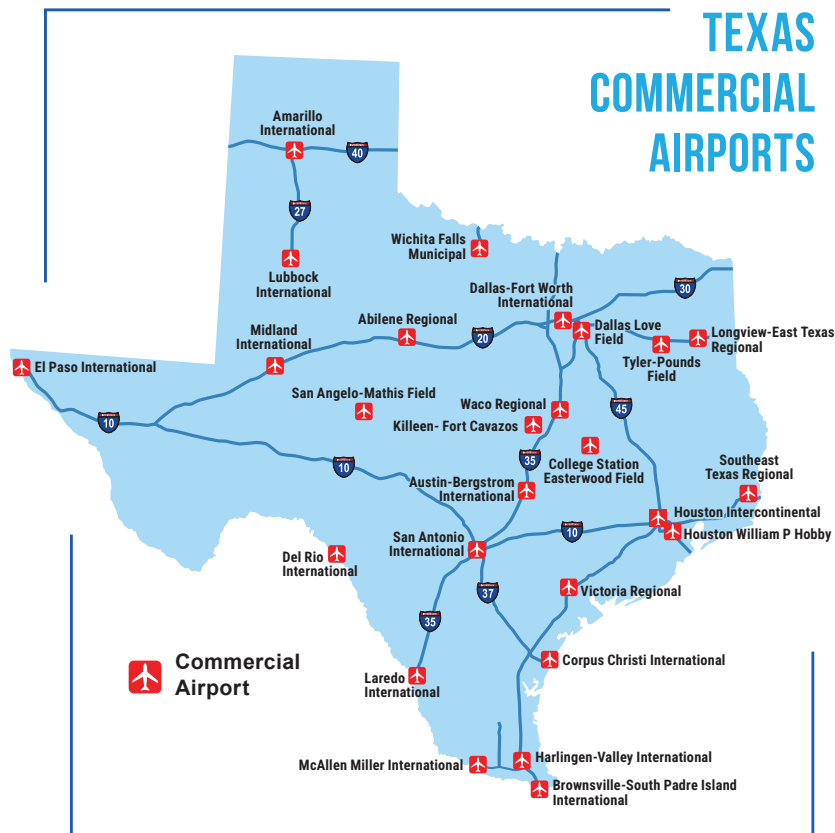 TEXAS
COMMERCIAL
AIRPORTS
Amarillo
International
40
27
Wichita Falls
Municipal
Lubbock
International
Dallas-Fort Worth
International
30
Abilene Regional
Midland
International
20
Dallas Love
Field
Longview-East Texas
Regional
Tyler-Pounds
Field
El Paso International
San Angelo-Mathis Field
Waco Regional
45
10
Killeen- Fort Cavazos
10
35
College Station
Easterwood Field
Southeast
Texas Regional
Austin-Bergstrom
International
Houston Intercontinental
San Antonio
International
10
Houston William P Hobby
Del Rio
International
37
Victoria Regional
35
Commercial
Airport
Laredo
International
Corpus Christi International
McAllen Miller International
Harlingen-Valley International
Brownsville-South Padre Island
International